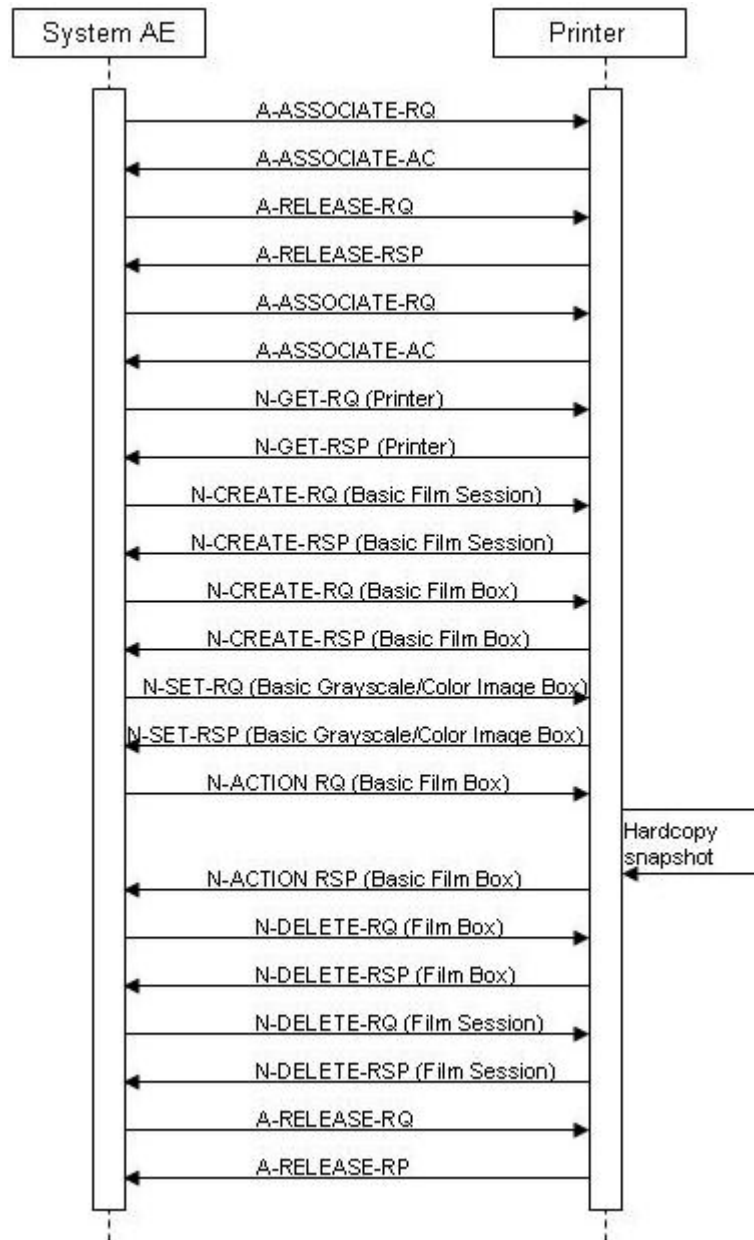 System AE
Printer
A-ASSOCIATE-RQ
A-ASSOCIATE-AC
A-RELEASE-RQ
A-RELEASE-RSP
A-ASSOCIATE-RQ
A-ASSOCIATE-AC
N-GET-RQ (Printer)
N-GET-RSP (Printer)
N-CREATE-RQ (Basic Film Session)
N-CREATE-RSP (Basic Film Session)
N-CREATE-RQ (Basic Film Box)
N-CREATE-RSP (Basic Film Box)
N-SET-RQ (Basic Grayscale/Color Image Box)
N-SET-RSP (Basic Grayscale/Color Image Box)
N-ACTION RQ (Basic Film Box)
Hardcopy
snapshot
N-ACTION RSP (Basic Film Box)
N-DELETE-RQ (Film Box)
N-DELETE-RSP (Film Box)
N-DELETE-RQ (Film Session)
N-DELETE-RSP (Film Session)
A-RELEASE-RQ
A-RELEASE-RP